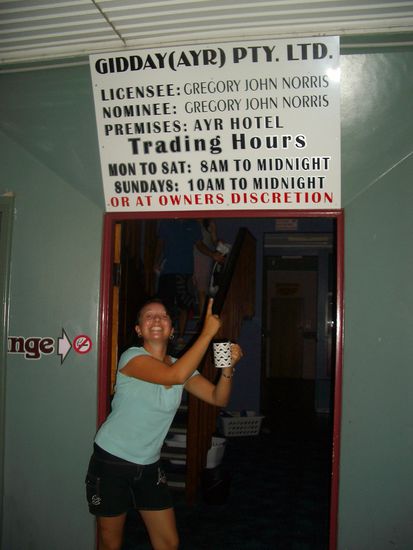 GIDDAY(AYR) PTY. LTD.
LICENSEE: GREGORY JOHN NORRIS
NOMINEE: GREGORY JOHN NORRIS
PREMISES: AYR HOTEL
Trading Hours
MON TO SAT: 8AM TO MIDNIGHT
SUNDAYS: 10AM TO MIDNIGHT
OR AT OWNERS DISCRETION
nge